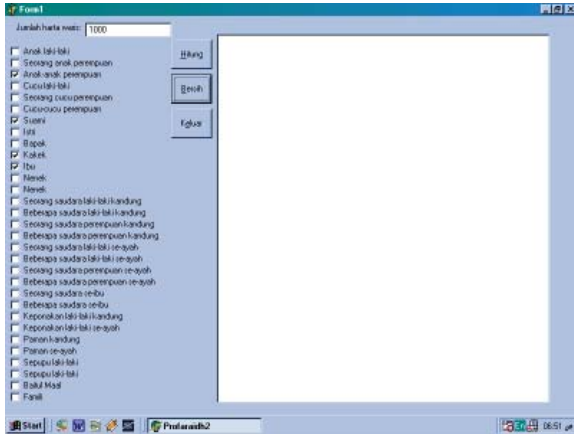 Form1
Jumlah harta waris: 1000
Anak laki-laki
Seorang anak perempuan
Anak-anak perempuan
Cucu laki-laki
Seorang cucu perempuan
Cucu-cucu perempuan
Suami
Istri
Bapak
Kakek
Ibu
Nenek
Nenek
Seorang saudara laki-laki kandung
Beberapa saudara laki-laki kandung
Seorang saudara perempuan kandung
Beberapa saudara perempuan kandung
Seorang saudara laki-laki se-ayah
Beberapa saudara laki-laki se-ayah
Seorang saudara perempuan se-ayah
Beberapa saudara perempuan se-ayah
Seorang saudara se-ibu
Beberapa saudara se-ibu
Keponakan laki-laki kandung
Keponakan laki-laki se-ayah
Paman kandung
Paman se-ayah
Sepupu laki-laki
Sepupu laki-laki
Baitul Maal
Famili
Hitung
Bersih
Keluar
Start
Profaraidh2
06:51